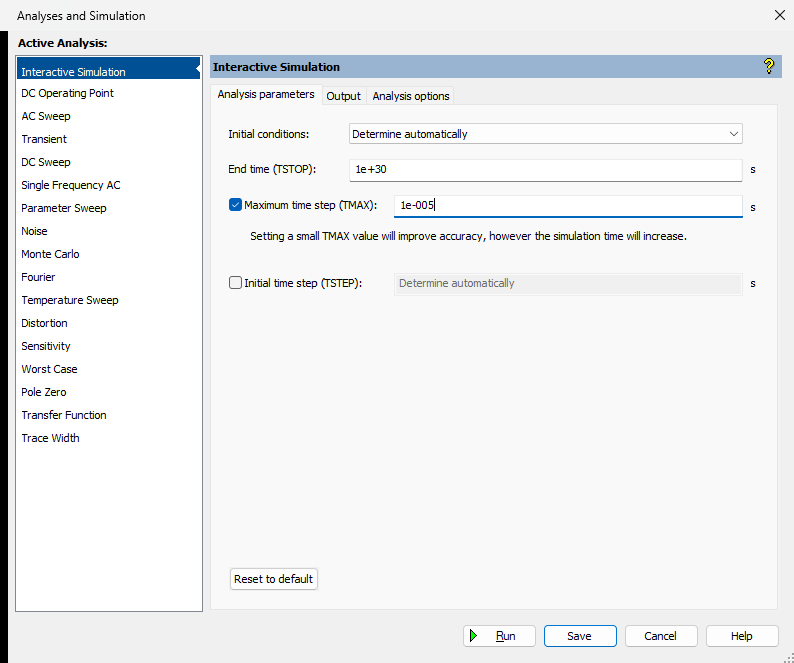 Analyses and Simulation
Active Analysis:
Interactive Simulation
DC Operating Point
AC Sweep
Transient
DC Sweep
Single Frequency AC
Parameter Sweep
Noise
Monte Carlo
Fourier
Temperature Sweep
Distortion
Sensitivity
Worst Case
Pole Zero
Transfer Function
Trace Width
Interactive Simulation ?
Analysis parameters Output Analysis options
Initial conditions: Determine automatically
End time (TSTOP): 1e+30 s
Maximum time step (TMAX): 1e-005 s
Setting a small TMAX value will improve accuracy, however the simulation time will increase.
Initial time step (TSTEP): Determine automatically s
Reset to default
Run Save Cancel Help